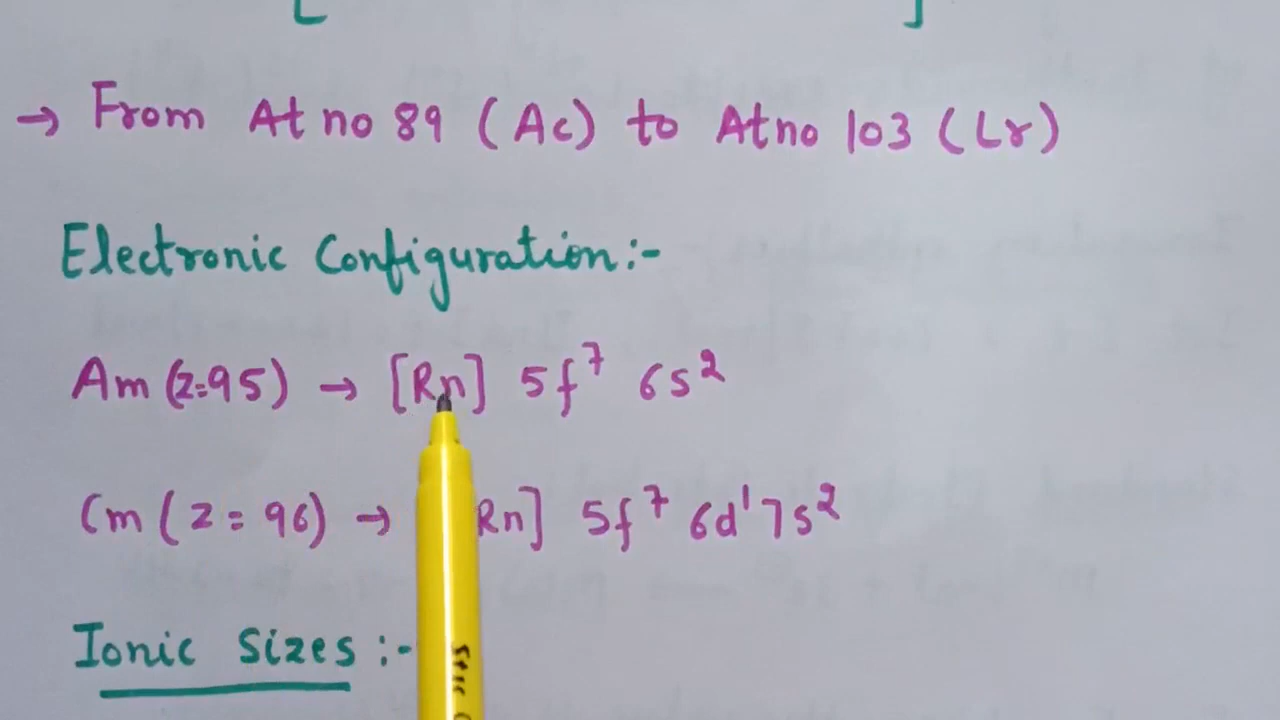 → From At no 89 (Ac) to At no 103 (Lr)
Electronic Configuration:-
Am (z=95) → [Rn] 5f⁷ 6s²
Cm (z = 96) → Rn] 5f⁷ 6d¹ 7s²
Ionic Sizes :-